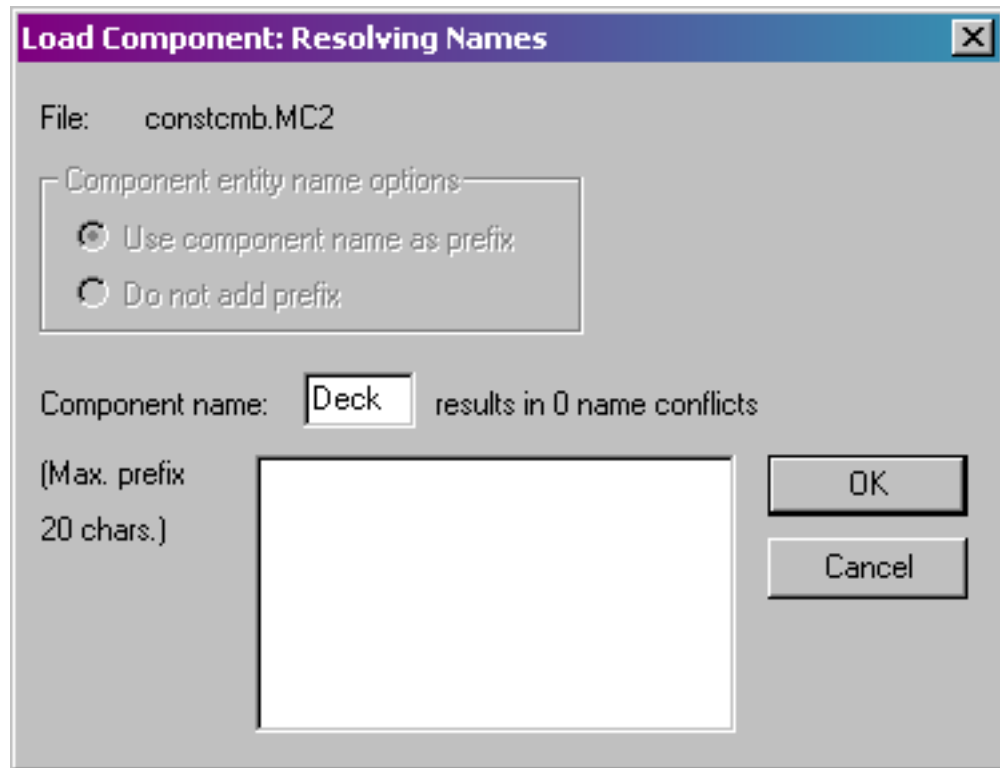 Load Component: Resolving Names
File: constcmb.MC2
Component entity name options
Use component name as prefix
Do not add prefix
Component name: Deck results in 0 name conflicts
(Max. prefix
20 chars.)
OK
Cancel